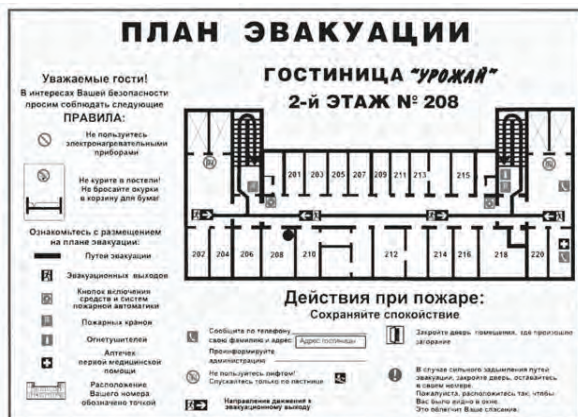 ПЛАН ЭВАКУАЦИИ
ГОСТИНИЦА "УРОЖАЙ"
2-й ЭТАЖ № 208
Уважаемые гости!
В интересах Вашей безопасности
просим соблюдать следующие
ПРАВИЛА:
Не пользуйтесь
электронагревательными
приборами
Не курите в постели!
Не бросайте окурки
в корзину для бумаг
Ознакомьтесь с размещением
на плане эвакуации:
Путей эвакуации
Эвакуационных выходов
Кнопок включения
средств и систем
пожарной автоматики
Пожарных кранов
Огнетушителей
Аптечек
первой медицинской
помощи
Расположение
Вашего номера
обозначено точкой
201 203 205 207 209 211 213 215
202 204 206 208 210 212 214 216 218 220
Действия при пожаре:
Сохраняйте спокойствие
Сообщите по телефону
свою фамилию и адрес
Адрес гостиницы
Проинформируйте
администрацию
Не пользуйтесь лифтом!
Спускайтесь только по лестнице
Направление движения к
эвакуационному выходу
Закройте дверь помещения, где произошло
загорание
В случае сильного задымления путей
эвакуации, закройте дверь, оставайтесь
в своем номере.
Пожалуйста, расположитесь так, чтобы
Вас было видно в окне.
Это облегчит Ваше спасение.